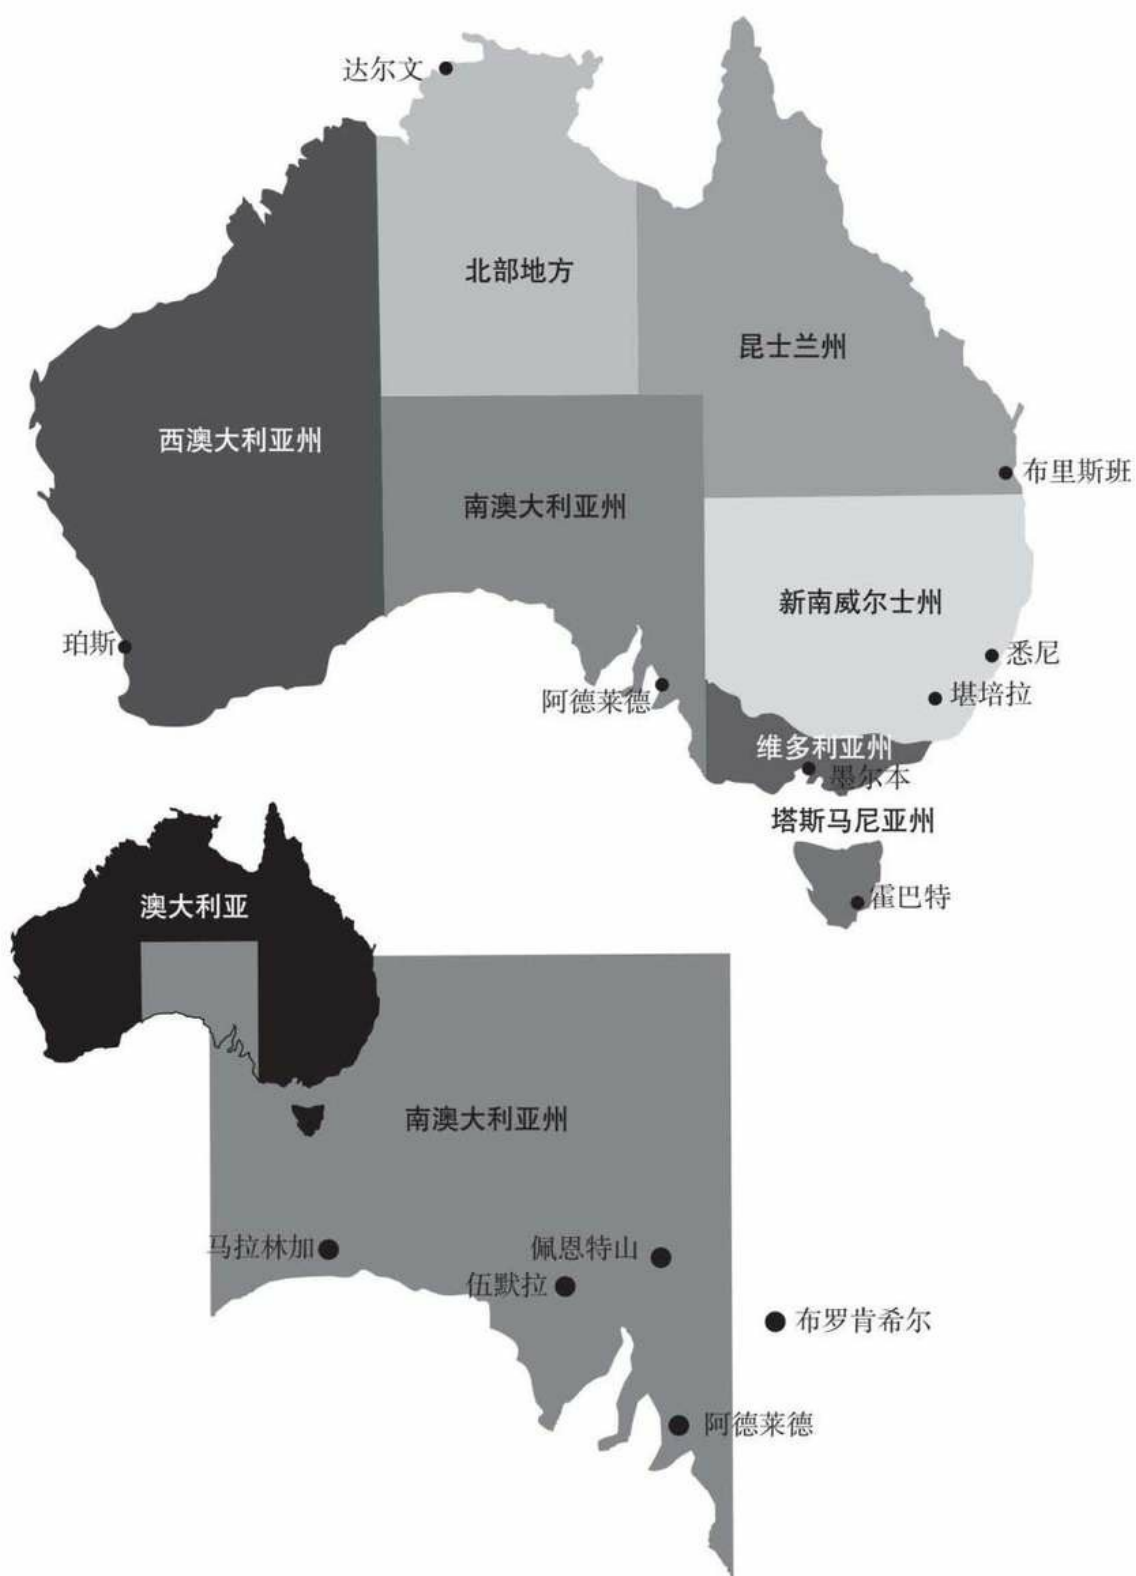 达尔文
北部地方
昆士兰州
西澳大利亚州
布里斯班
南澳大利亚州
新南威尔士州
珀斯
悉尼
阿德莱德
堪培拉
维多利亚州
墨尔本
塔斯马尼亚州
霍巴特
澳大利亚
南澳大利亚州
马拉林加
佩恩特山
伍默拉
布罗肯希尔
阿德莱德